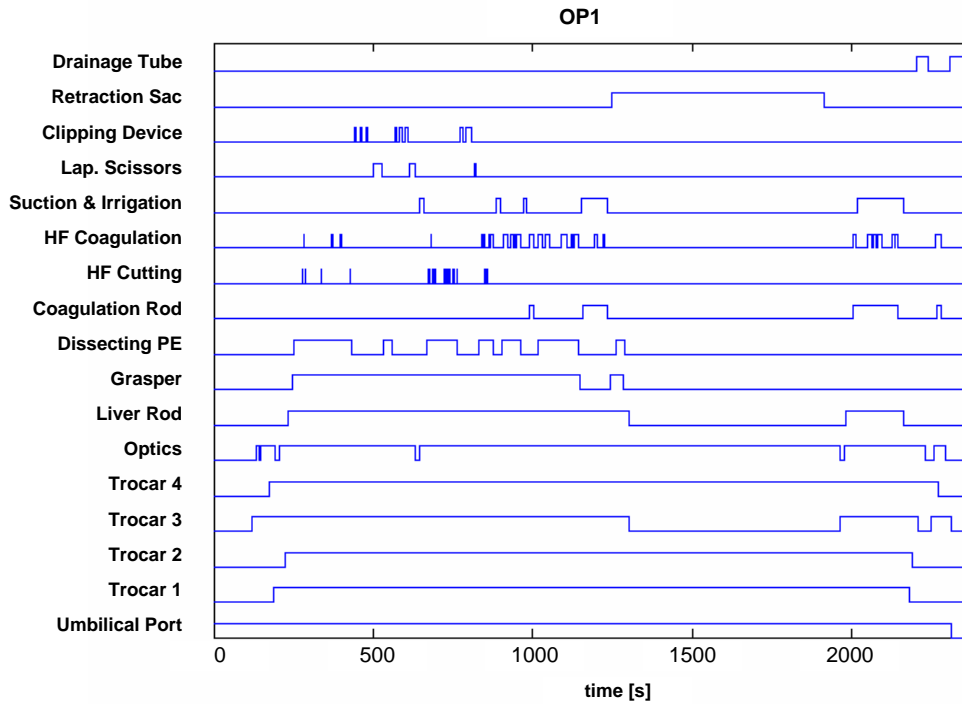 OP1
Drainage Tube
Retraction Sac
Clipping Device
Lap. Scissors
Suction & Irrigation
HF Coagulation
HF Cutting
Coagulation Rod
Dissecting PE
Grasper
Liver Rod
Optics
Trocar 4
Trocar 3
Trocar 2
Trocar 1
Umbilical Port
0 500 1000 1500 2000
time [s]